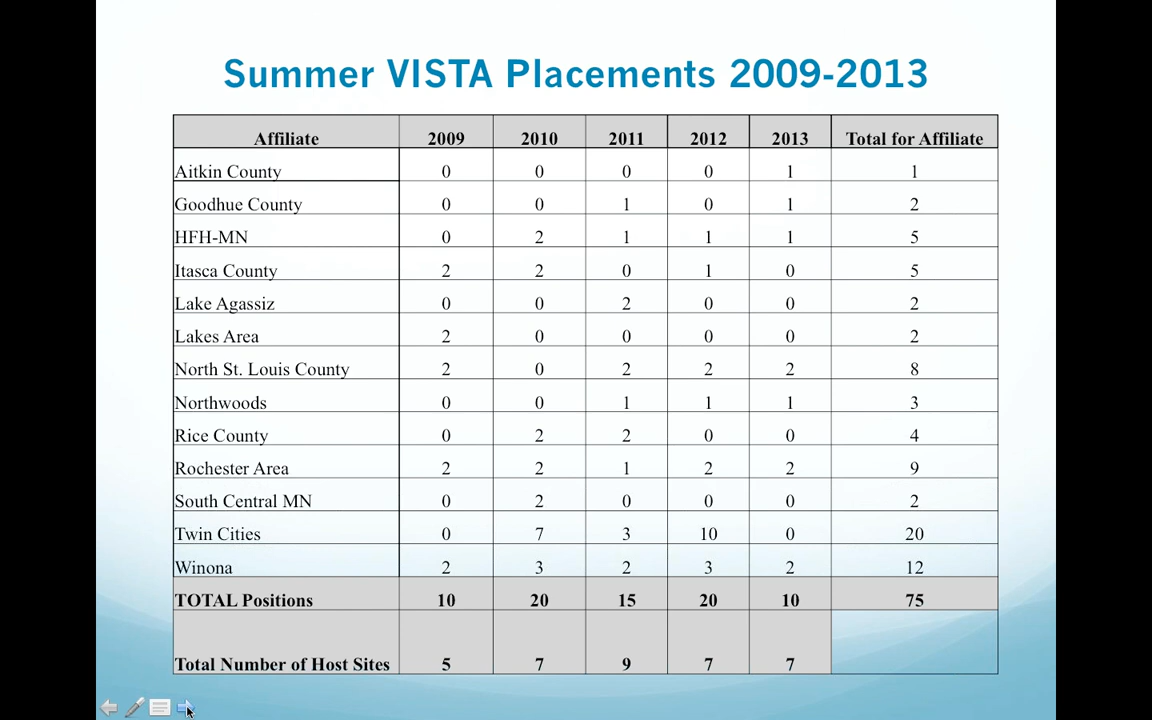 Summer VISTA Placements 2009-2013
Affiliate 2009 2010 2011 2012 2013 Total for Affiliate
Aitkin County 0 0 0 0 1 1
Goodhue County 0 0 1 0 1 2
HFH-MN 0 2 1 1 1 5
Itasca County 2 2 0 1 0 5
Lake Agassiz 0 0 2 0 0 2
Lakes Area 2 0 0 0 0 2
North St. Louis County 2 0 2 2 2 8
Northwoods 0 0 1 1 1 3
Rice County 0 2 2 0 0 4
Rochester Area 2 2 1 2 2 9
South Central MN 0 2 0 0 0 2
Twin Cities 0 7 3 10 0 20
Winona 2 3 2 3 2 12
TOTAL Positions 10 20 15 20 10 75
Total Number of Host Sites 5 7 9 7 7